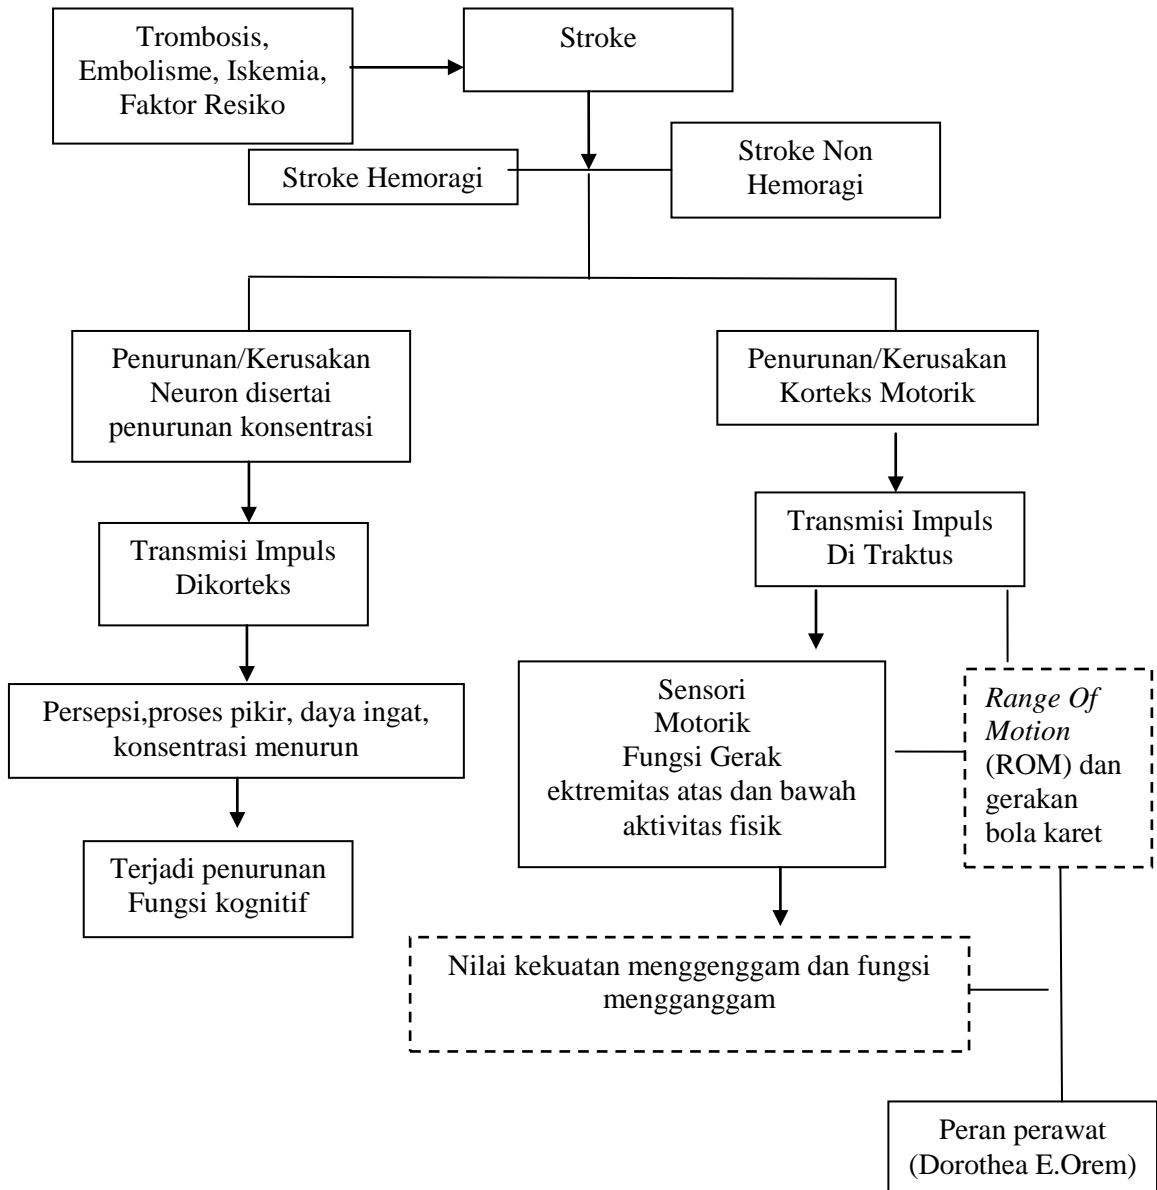 Trombosis,
Embolisme, Iskemia,
Faktor Resiko
Stroke
Stroke Hemoragi
Stroke Non
Hemoragi
Penurunan/Kerusakan
Neuron disertai
penurunan konsentrasi
Penurunan/Kerusakan
Korteks Motorik
Transmisi Impuls
Dikorteks
Transmisi Impuls
Di Traktus
Persepsi,proses pikir, daya ingat,
konsentrasi menurun
Sensori
Motorik
Fungsi Gerak
ektremitas atas dan bawah
aktivitas fisik
Range Of
Motion
(ROM) dan
gerakan
bola karet
Terjadi penurunan
Fungsi kognitif
Nilai kekuatan menggenggam dan fungsi
mengganggam
Peran perawat
(Dorothea E.Orem)